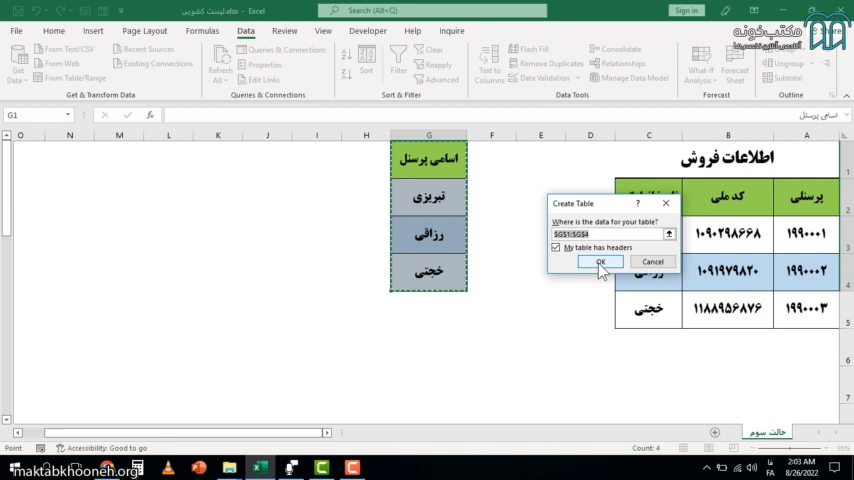 لیست کشویی.xlsx - Excel
Search (Alt+Q)
Sign in
مکتب‌خونه
File Home Insert Page Layout Formulas Data Review View Developer Help Inquire Share
From Text/CSV Recent Sources Queries & Connections Clear Flash Fill Consolidate
From Web Existing Connections Properties Reapply Remove Duplicates Relationships Ungroup
From Table/Range Edit Links Advanced Data Validation Manage Data Model Subtotal
Get Data Refresh All Sort Filter Text to Columns What-If Analysis Forecast Sheet
Get & Transform Data Queries & Connections Sort & Filter Data Tools Forecast Outline
G1 fx اسامی پرسنل
O N M L K J I H G F E D C B A
اسامی پرسنل
تبریزی
رزاقی
خجتی
اطلاعات فروش
پرسنلی کد ملی
۱۹۹۰۰۰۱ ۱۰۹۰۲۹۸۶۶۸
۱۹۹۰۰۰۲ ۱۰۹۱۹۷۹۸۲۰
۱۹۹۰۰۰۳ ۱۱۸۸۹۵۶۸۷۶ خجتی
1
2
3
4
5
6
7
Create Table ?
Where is the data for your table?
$G$1:$G$4
My table has headers
OK Cancel
حالت سوم
Point Accessibility: Good to go Count: 4 95%
maktabkhooneh.org
فا
FA
2:03 AM
8/26/2022